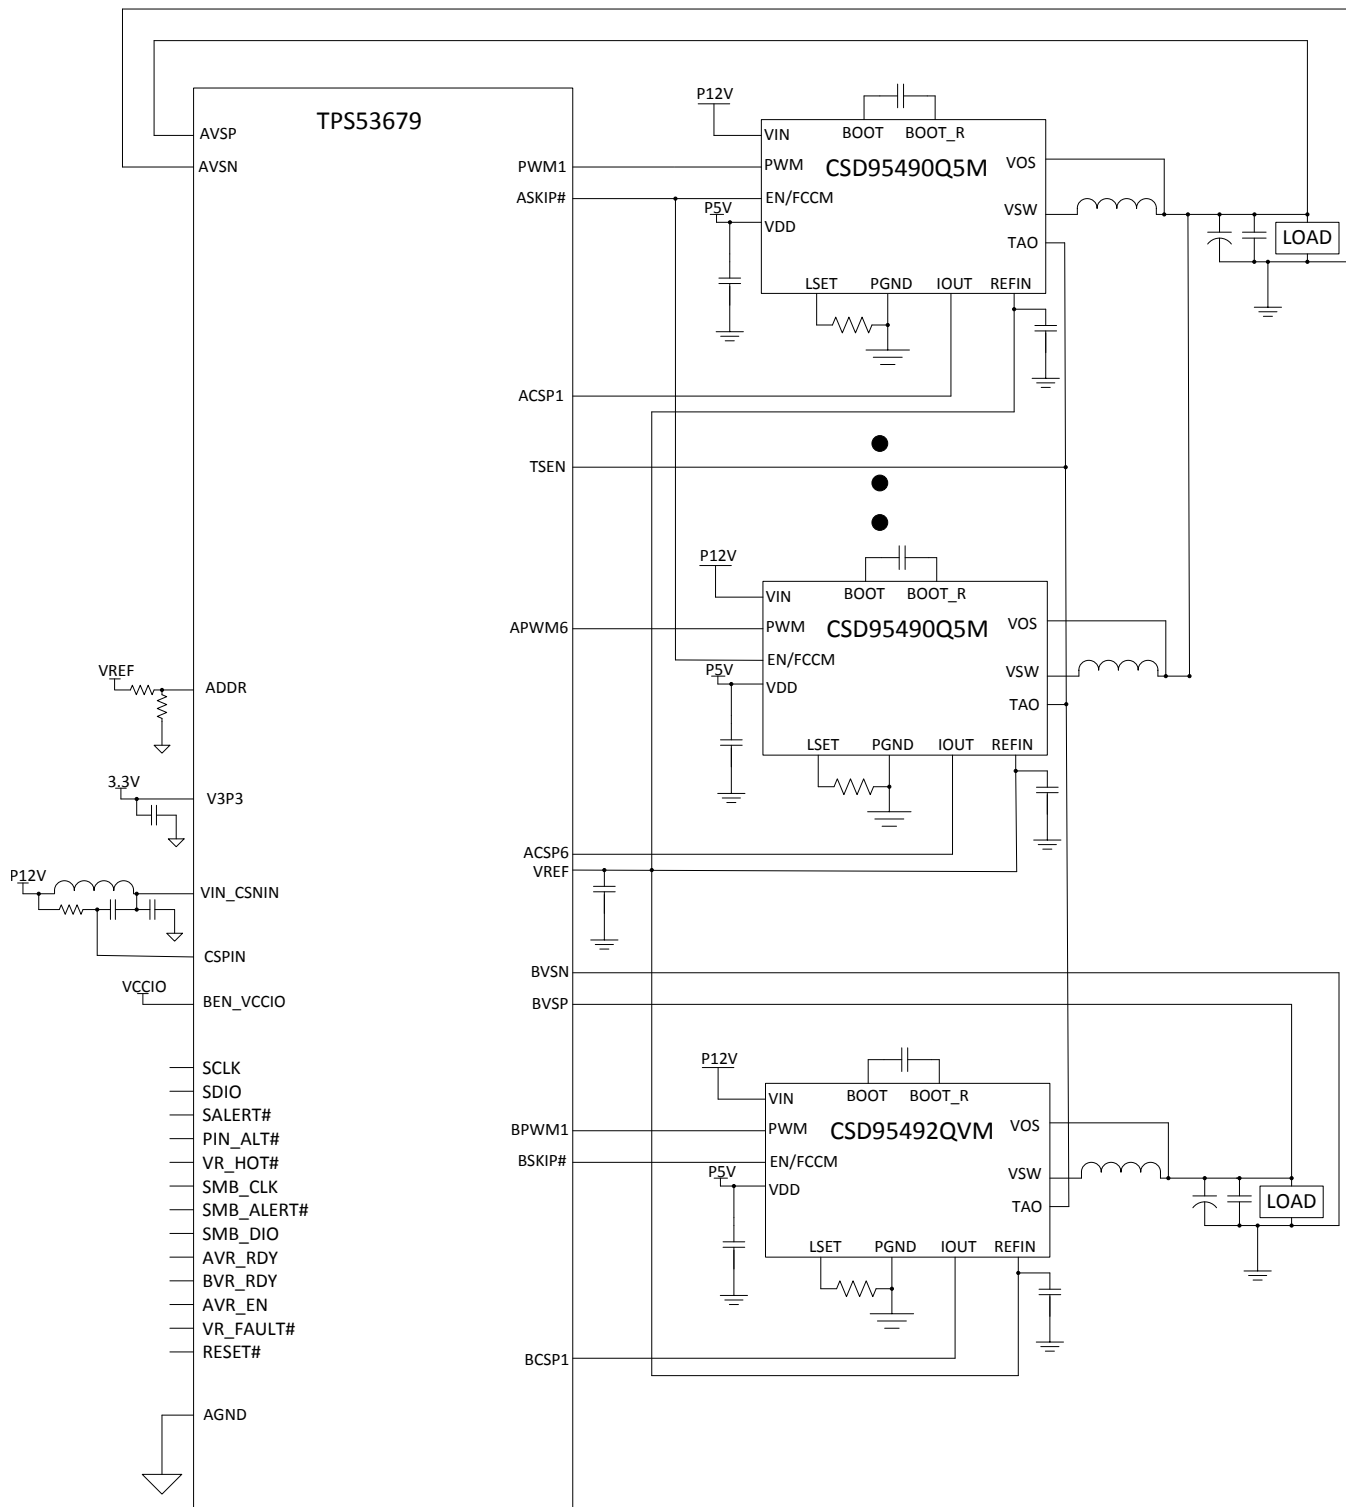 TPS53679
AVSP
AVSN
PWM1
ASKIP#
ACSP1
TSEN
APWM6
ADDR
VREF
3.3V
V3P3
P12V
VIN_CSNIN
CSPIN
VCCIO
BEN_VCCIO
SCLK
SDIO
SALERT#
PIN_ALT#
VR_HOT#
SMB_CLK
SMB_ALERT#
SMB_DIO
AVR_RDY
BVR_RDY
AVR_EN
VR_FAULT#
RESET#
AGND
ACSP6
VREF
BVSN
BVSP
BPWM1
BSKIP#
BCSP1
P12V
VIN
BOOT BOOT_R
PWM
CSD95490Q5M
VOS
EN/FCCM
P5V
VDD
VSW
TAO
LSET PGND IOUT REFIN
LOAD
P12V
VIN
BOOT BOOT_R
PWM
CSD95490Q5M
VOS
EN/FCCM
P5V
VDD
VSW
TAO
LSET PGND IOUT REFIN
P12V
VIN
BOOT BOOT_R
PWM
CSD95492QVM
VOS
EN/FCCM
P5V
VDD
VSW
TAO
LSET PGND IOUT REFIN
LOAD